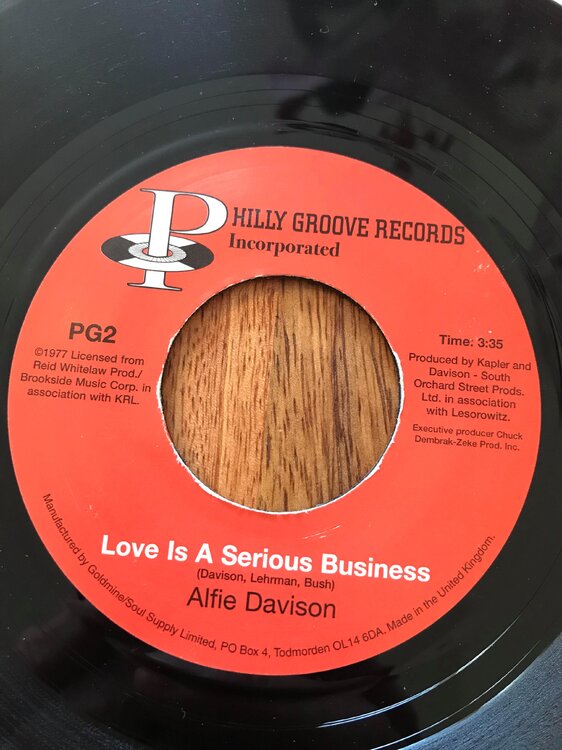 PHILLY GROOVE RECORDS
Incorporated
PG2
©1977 Licensed from
Reid Whitelaw Prod./
Brookside Music Corp. in
association with KRL.
Time: 3:35
Produced by Kapler and
Davison - South
Orchard Street Prods.
Ltd. in association
with Lesorowitz.
Executive producer Chuck
Dembrak-Zeke Prod. Inc.
Love Is A Serious Business
(Davison, Lehrman, Bush)
Alfie Davison
Manufactured by Goldmine/Soul Supply Limited, PO Box 4, Todmorden OL14 6DA. Made in the United Kingdom.